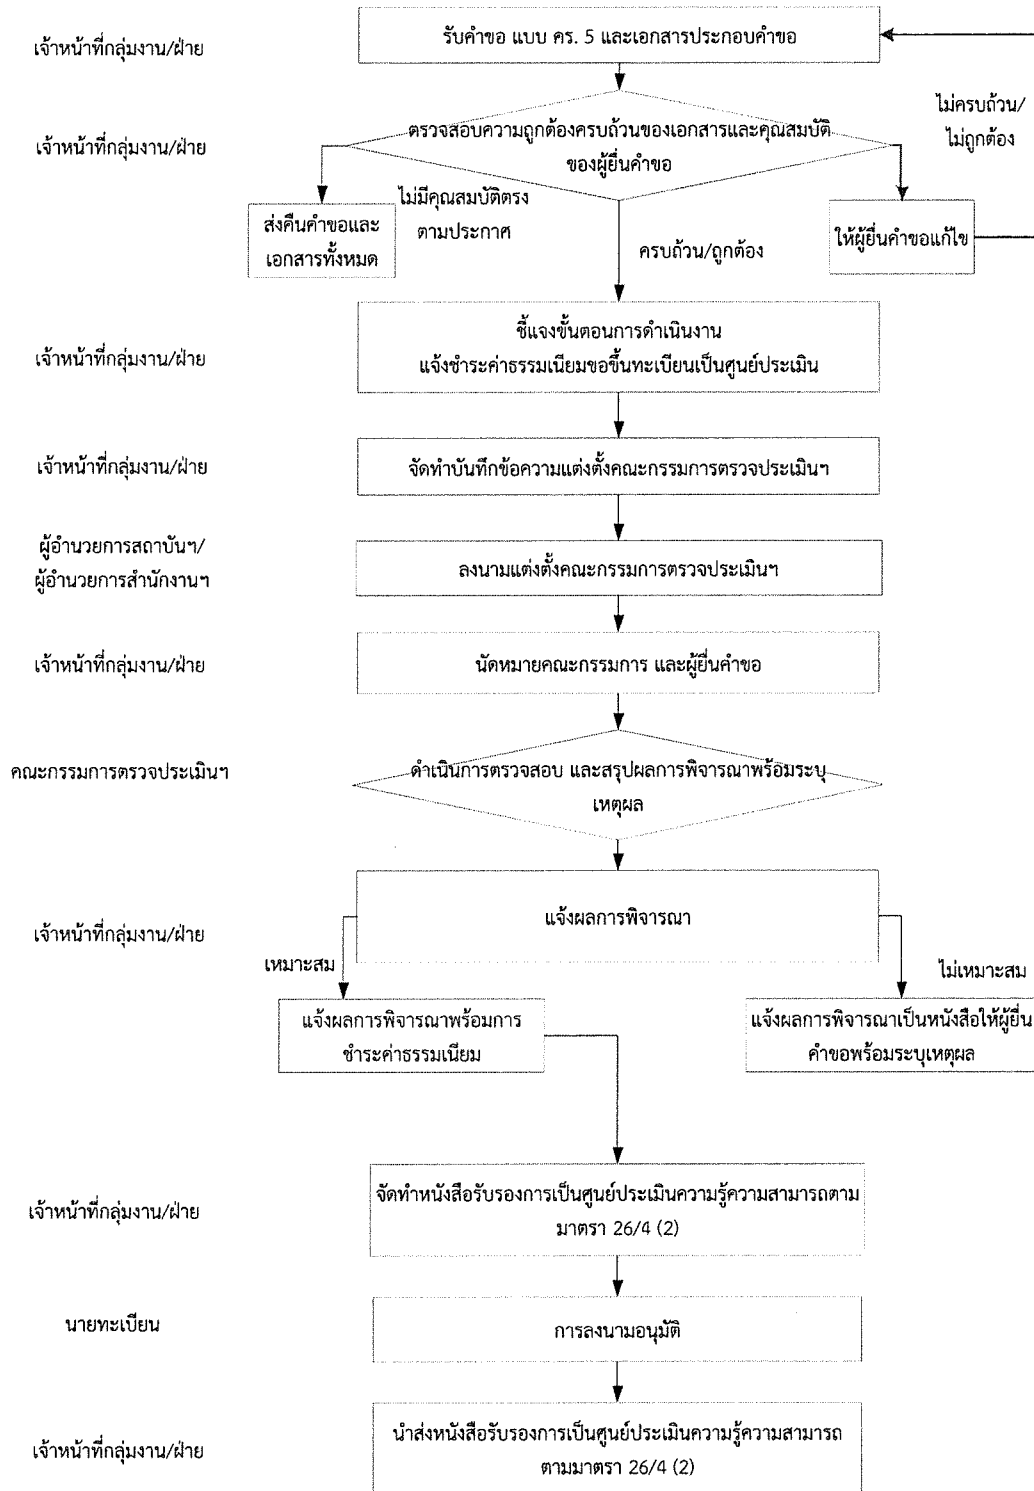 เจ้าหน้าที่กลุ่มงาน/ฝ่าย
รับคำขอ แบบ คร. 5 และเอกสารประกอบคำขอ
เจ้าหน้าที่กลุ่มงาน/ฝ่าย
ตรวจสอบความถูกต้องครบถ้วนของเอกสารและคุณสมบัติ
ของผู้ยื่นคำขอ
ไม่ครบถ้วน/
ไม่ถูกต้อง
ไม่มีคุณสมบัติตรง
ตามประกาศ
ส่งคืนคำขอและ
เอกสารทั้งหมด
ครบถ้วน/ถูกต้อง
ให้ผู้ยื่นคำขอแก้ไข
เจ้าหน้าที่กลุ่มงาน/ฝ่าย
ชี้แจงขั้นตอนการดำเนินงาน
แจ้งชำระค่าธรรมเนียมขอขึ้นทะเบียนเป็นศูนย์ประเมิน
เจ้าหน้าที่กลุ่มงาน/ฝ่าย
จัดทำบันทึกข้อความแต่งตั้งคณะกรรมการตรวจประเมินฯ
ผู้อำนวยการสถาบันฯ/
ผู้อำนวยการสำนักงานฯ
ลงนามแต่งตั้งคณะกรรมการตรวจประเมินฯ
เจ้าหน้าที่กลุ่มงาน/ฝ่าย
นัดหมายคณะกรรมการ และผู้ยื่นคำขอ
คณะกรรมการตรวจประเมินฯ
ดำเนินการตรวจสอบ และสรุปผลการพิจารณาพร้อมระบุ
เหตุผล
เจ้าหน้าที่กลุ่มงาน/ฝ่าย
แจ้งผลการพิจารณา
เหมาะสม
ไม่เหมาะสม
แจ้งผลการพิจารณาพร้อมการ
ชำระค่าธรรมเนียม
แจ้งผลการพิจารณาเป็นหนังสือให้ผู้ยื่น
คำขอพร้อมระบุเหตุผล
เจ้าหน้าที่กลุ่มงาน/ฝ่าย
จัดทำหนังสือรับรองการเป็นศูนย์ประเมินความรู้ความสามารถตาม
มาตรา 26/4 (2)
นายทะเบียน
การลงนามอนุมัติ
เจ้าหน้าที่กลุ่มงาน/ฝ่าย
นำส่งหนังสือรับรองการเป็นศูนย์ประเมินความรู้ความสามารถ
ตามมาตรา 26/4 (2)